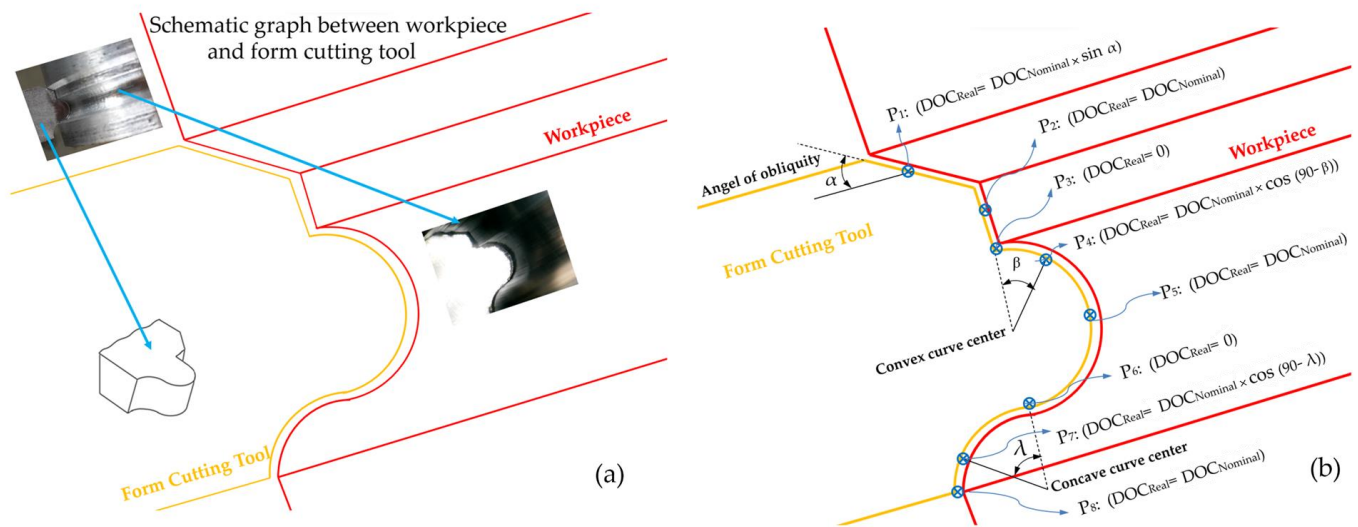 Schematic graph between workpiece
and form cutting tool
Workpiece
Form Cutting Tool
(a)
P1: (DOCReal= DOCNominal × sin α)
P2: (DOCReal= DOCNominal)
P3: (DOCReal= 0)
Workpiece
P4: (DOCReal= DOCNominal × cos (90- β))
Angel of obliquity
α
Form Cutting Tool
β
P5: (DOCReal= DOCNominal)
Convex curve center
P6: (DOCReal= 0)
P7: (DOCReal= DOCNominal × cos (90- λ))
λ
Concave curve center
P8: (DOCReal= DOCNominal)
(b)